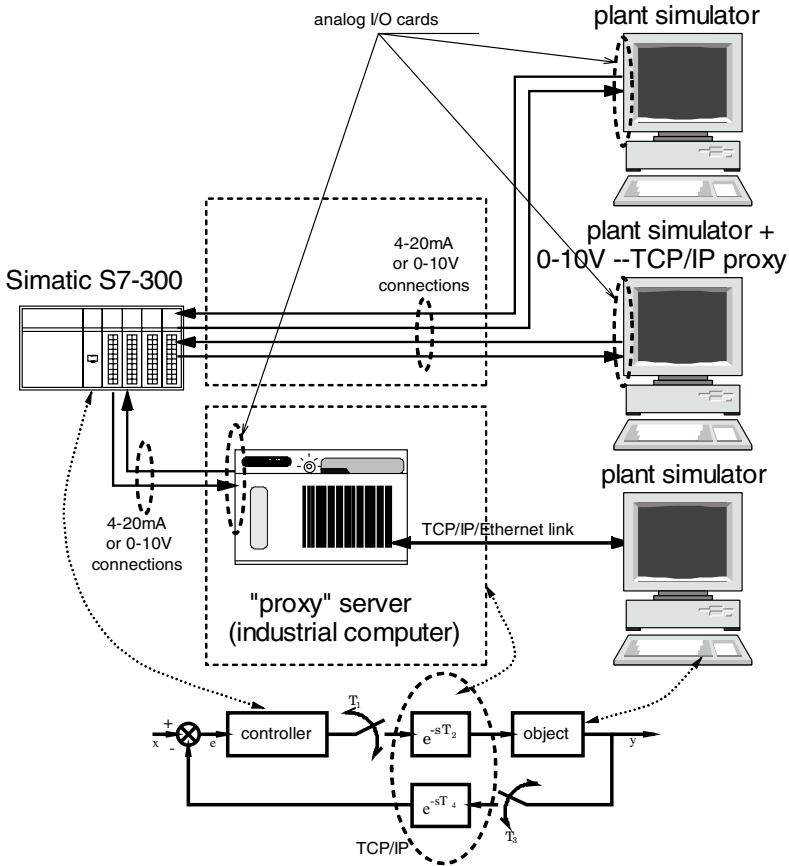 analog I/O cards
plant simulator
4-20mA
or 0-10V
connections
plant simulator +
0-10V --TCP/IP proxy
Simatic S7-300
plant simulator
4-20mA
or 0-10V
connections
TCP/IP/Ethernet link
"proxy" server
(industrial computer)
+
x
-
e
controller
T1
e-sT2
object
y
e-sT4
T3
TCP/IP